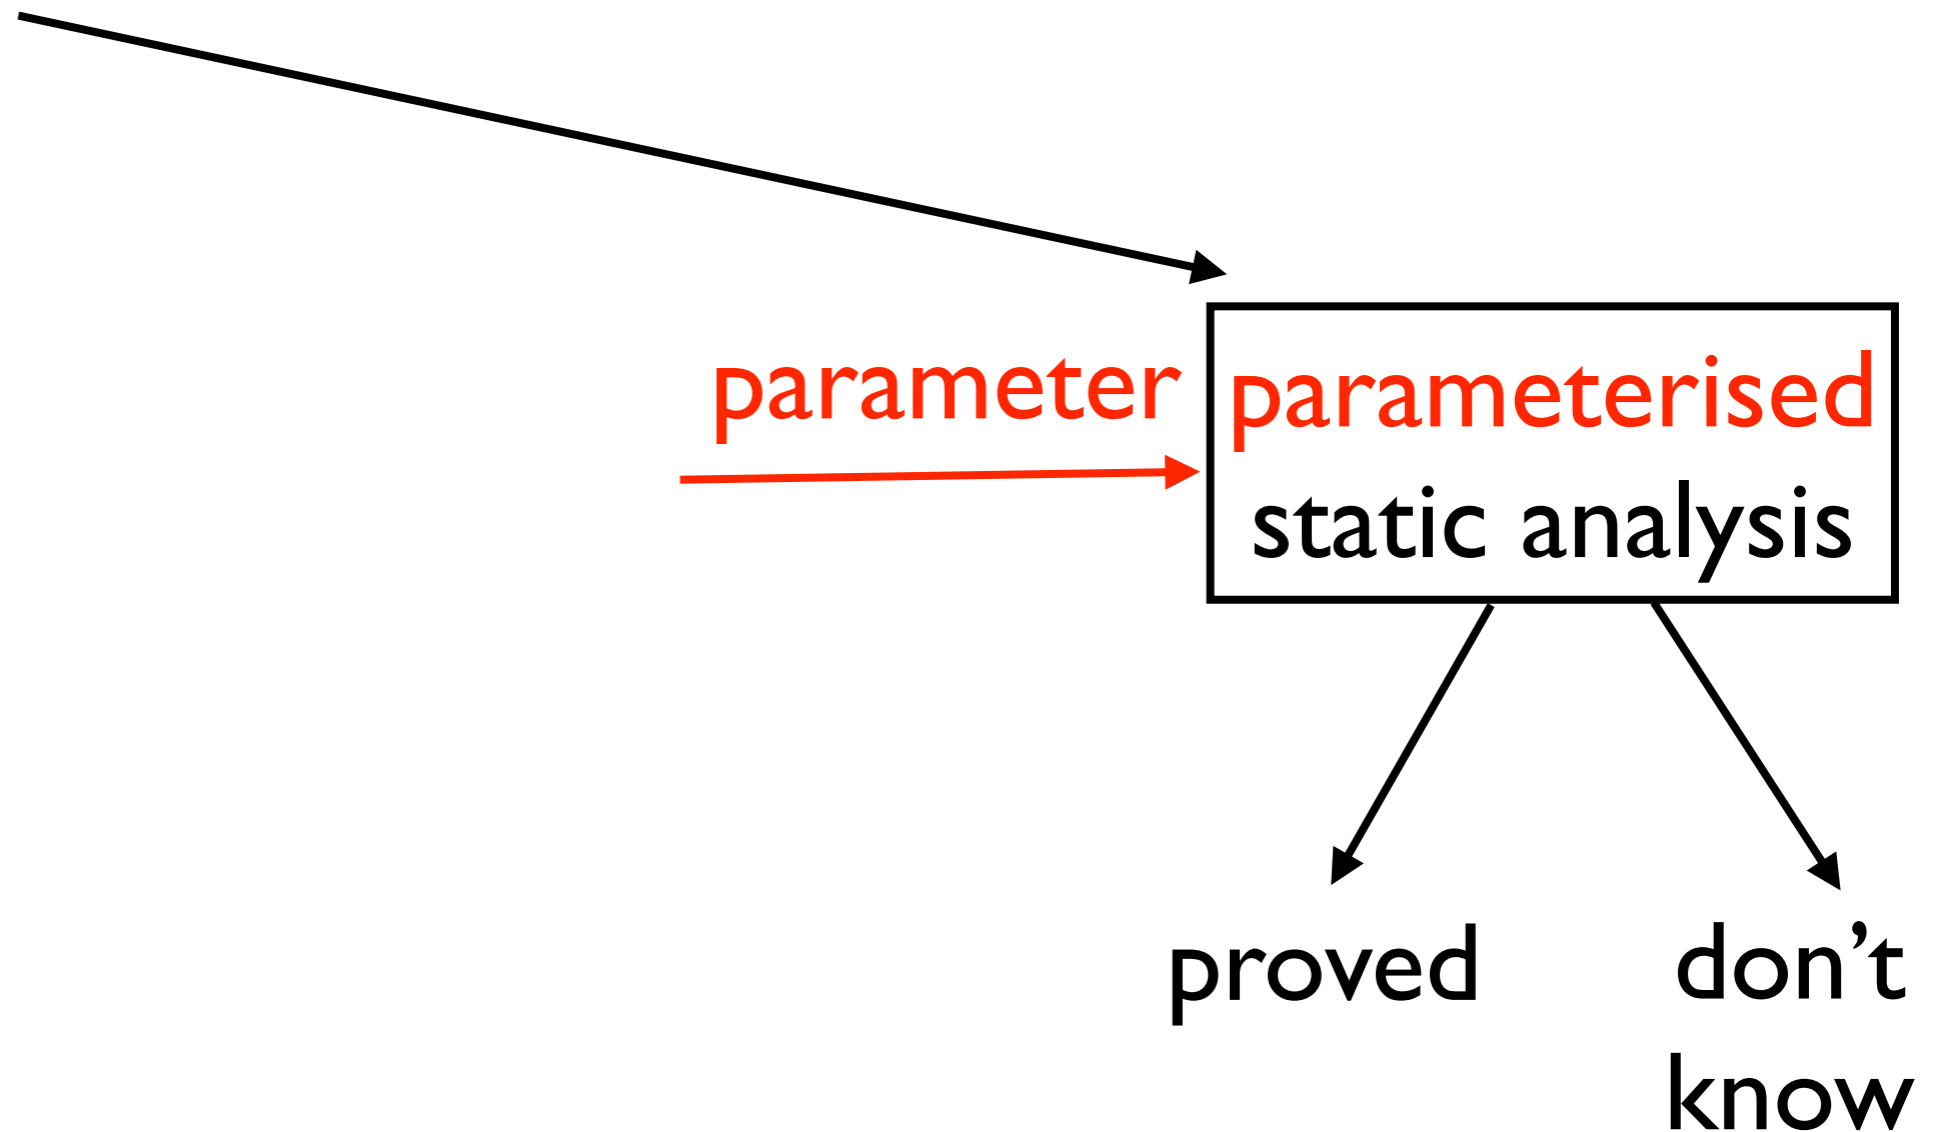 parameter
parameterised
static analysis
proved
don’t
know